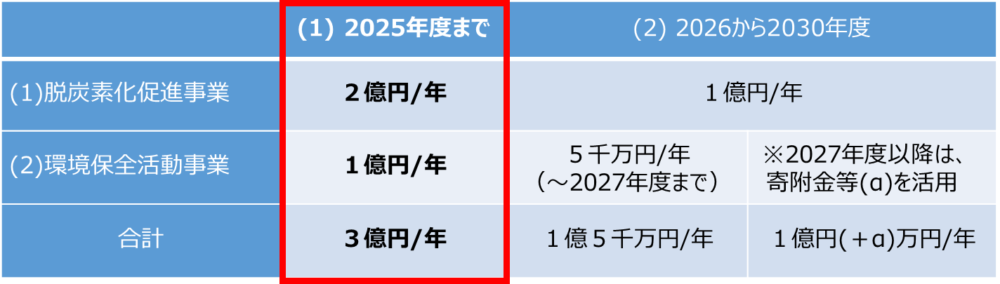 (1) 2025年度まで
(2) 2026から2030年度
(1)脱炭素化促進事業
２億円/年
１億円/年
(2)環境保全活動事業
１億円/年
５千万円/年
（～2027年度まで）
※2027年度以降は、
寄附金等(α)を活用
合計
３億円/年
１億５千万円/年
１億円(＋α)万円/年